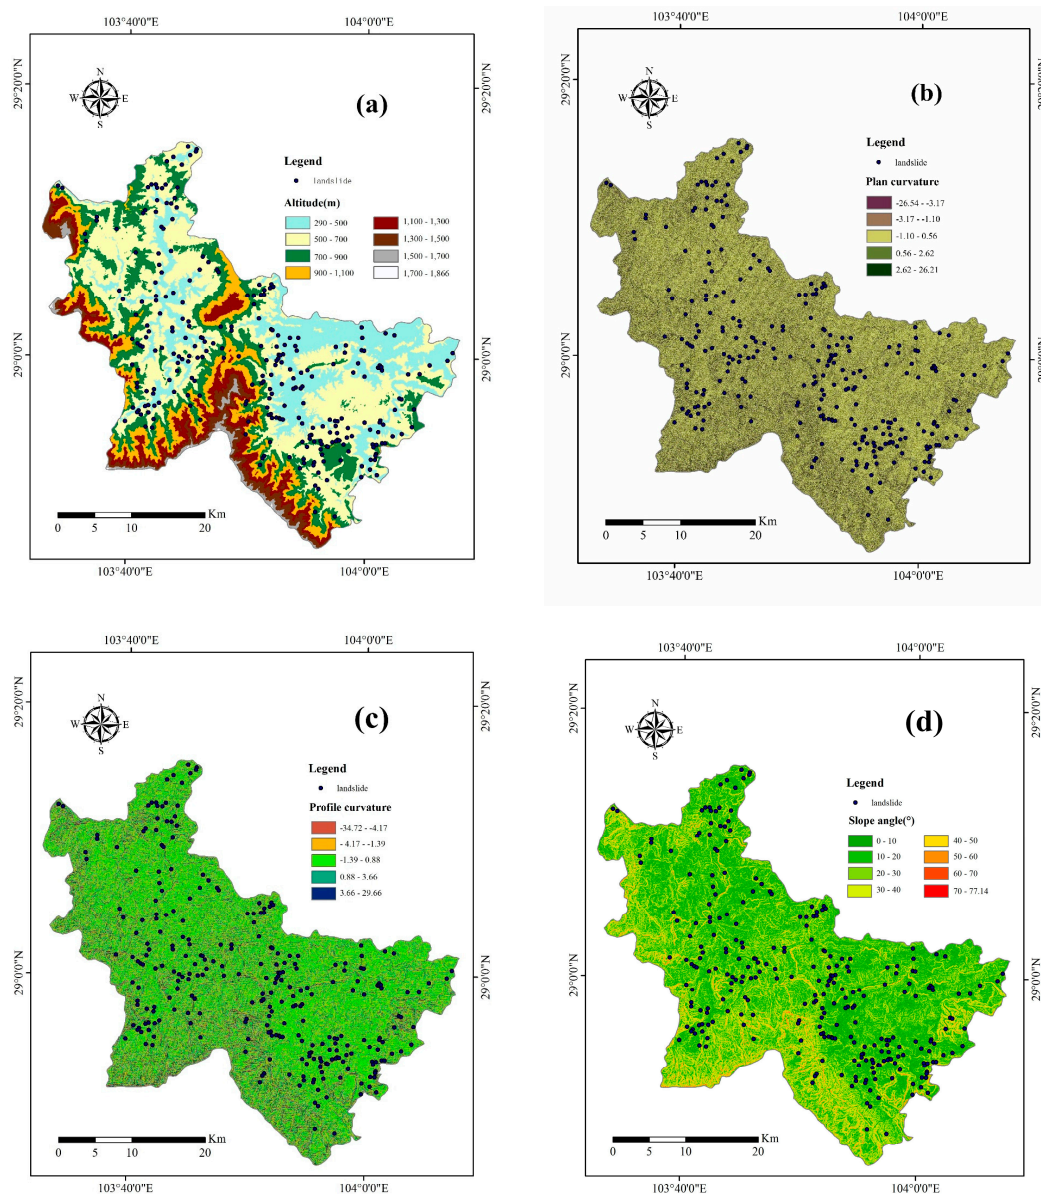 103°40'0"E 104°0'0"E
29°20'0"N
29°20'0"N
29°0'0"N
29°0'0"N
N
W E
S
(a)
Legend
landslide
Altitude(m)
290 - 500 1,100 - 1,300
500 - 700 1,300 - 1,500
700 - 900 1,500 - 1,700
900 - 1,100 1,700 - 1,866
Km
0 5 10 20
103°40'0"E 104°0'0"E
103°40'0"E 104°0'0"E
29°20'0"N
29°0'0"N
N
W E
S
(b)
Legend
landslide
Plan curvature
-26.54 - -3.17
-3.17 - -1.10
-1.10 - 0.56
0.56 - 2.62
2.62 - 26.21
Km
0 5 10 20
103°40'0"E 104°0'0"E
103°40'0"E 104°0'0"E
29°20'0"N
29°20'0"N
29°0'0"N
29°0'0"N
N
W E
S
(c)
Legend
landslide
Profile curvature
-34.72 - -4.17
- 4.17 - -1.39
-1.39 - 0.88
0.88 - 3.66
3.66 - 29.66
Km
0 5 10 20
103°40'0"E 104°0'0"E
103°40'0"E 104°0'0"E
29°20'0"N
29°20'0"N
29°0'0"N
29°0'0"N
N
W E
S
(d)
Legend
landslide
Slope angle(°)
0 - 10 40 - 50
10 - 20 50 - 60
20 - 30 60 - 70
30 - 40 70 - 77.14
Km
0 5 10 20
103°40'0"E 104°0'0"E